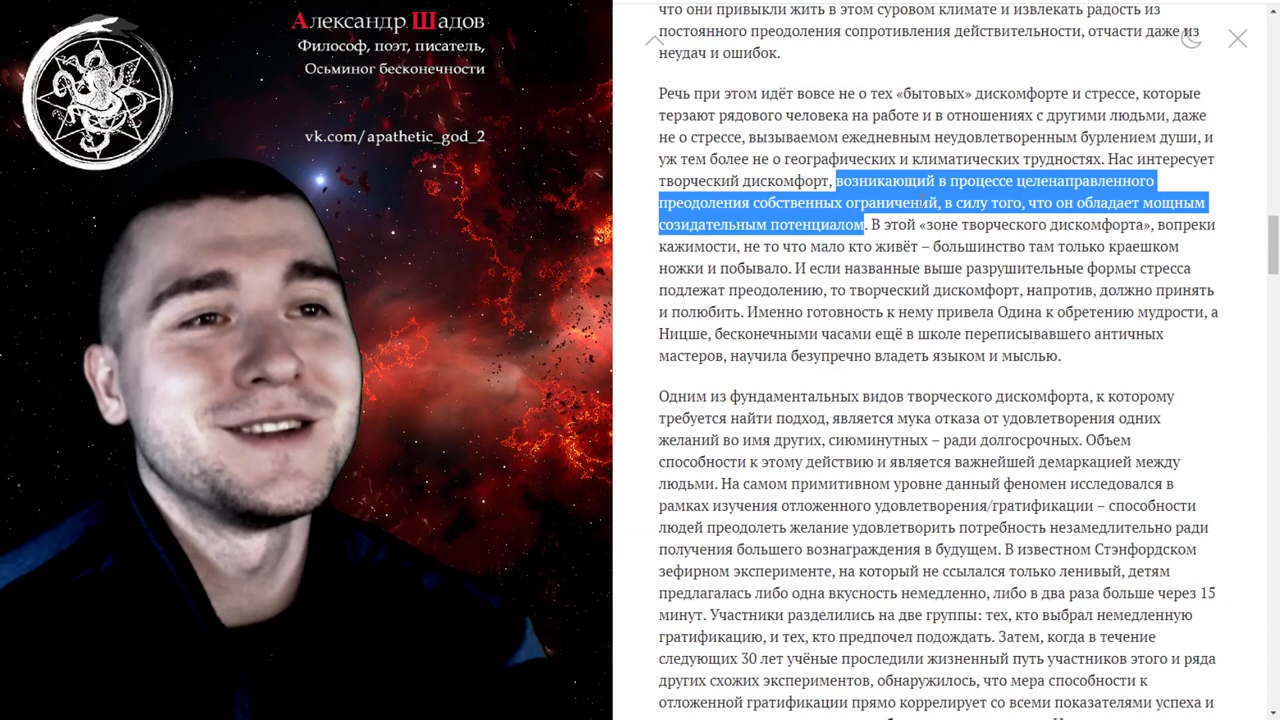 Александр Шадов
Философ, поэт, писатель,
Осьминог бесконечности
vk.com/apathetic_god_2
что они привыкли жить в этом суровом климате и извлекать радость из
постоянного преодоления сопротивления действительности, отчасти даже из
неудач и ошибок.
Речь при этом идёт вовсе не о тех «бытовых» дискомфорте и стрессе, которые
терзают рядового человека на работе и в отношениях с другими людьми, даже
не о стрессе, вызываемом ежедневным неудовлетворенным бурлением души, и
уж тем более не о географических и климатических трудностях. Нас интересует
творческий дискомфорт, возникающий в процессе целенаправленного
преодоления собственных ограничений, в силу того, что он обладает мощным
созидательным потенциалом. В этой «зоне творческого дискомфорта», вопреки
кажимости, не то что мало кто живёт – большинство там только краешком
ножки и побывало. И если названные выше разрушительные формы стресса
подлежат преодолению, то творческий дискомфорт, напротив, должно принять
и полюбить. Именно готовность к нему привела Одина к обретению мудрости, а
Ницше, бесконечными часами ещё в школе переписывавшего античных
мастеров, научила безупречно владеть языком и мыслью.
Одним из фундаментальных видов творческого дискомфорта, к которому
требуется найти подход, является мука отказа от удовлетворения одних
желаний во имя других, сиюминутных – ради долгосрочных. Объем
способности к этому действию и является важнейшей демаркацией между
людьми. На самом примитивном уровне данный феномен исследовался в
рамках изучения отложенного удовлетворения/гратификации – способности
людей преодолеть желание удовлетворить потребность незамедлительно ради
получения большего вознаграждения в будущем. В известном Стэнфордском
зефирном эксперименте, на который не ссылался только ленивый, детям
предлагалась либо одна вкусность немедленно, либо в два раза больше через 15
минут. Участники разделились на две группы: тех, кто выбрал немедленную
гратификацию, и тех, кто предпочел подождать. Затем, когда в течение
следующих 30 лет учёные проследили жизненный путь участников этого и ряда
других схожих экспериментов, обнаружилось, что мера способности к
отложенной гратификации прямо коррелирует со всеми показателями успеха и